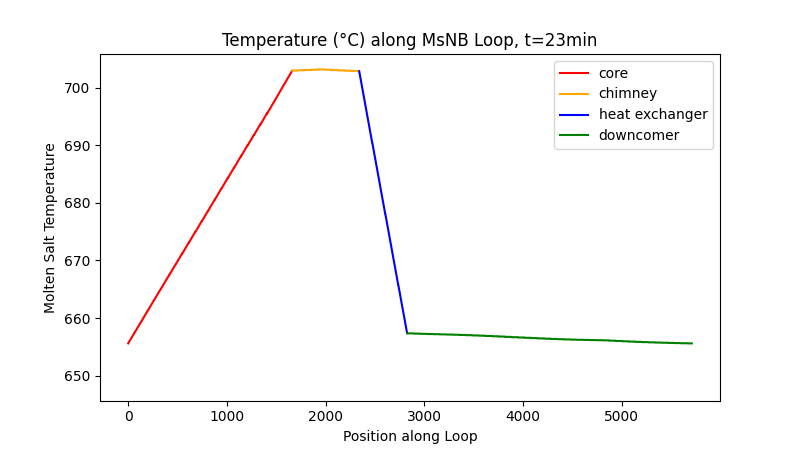 Temperature (°C) along MsNB Loop, t=23min
core
chimney
heat exchanger
downcomer
Molten Salt Temperature
700
690
680
670
660
650
0 1000 2000 3000 4000 5000
Position along Loop